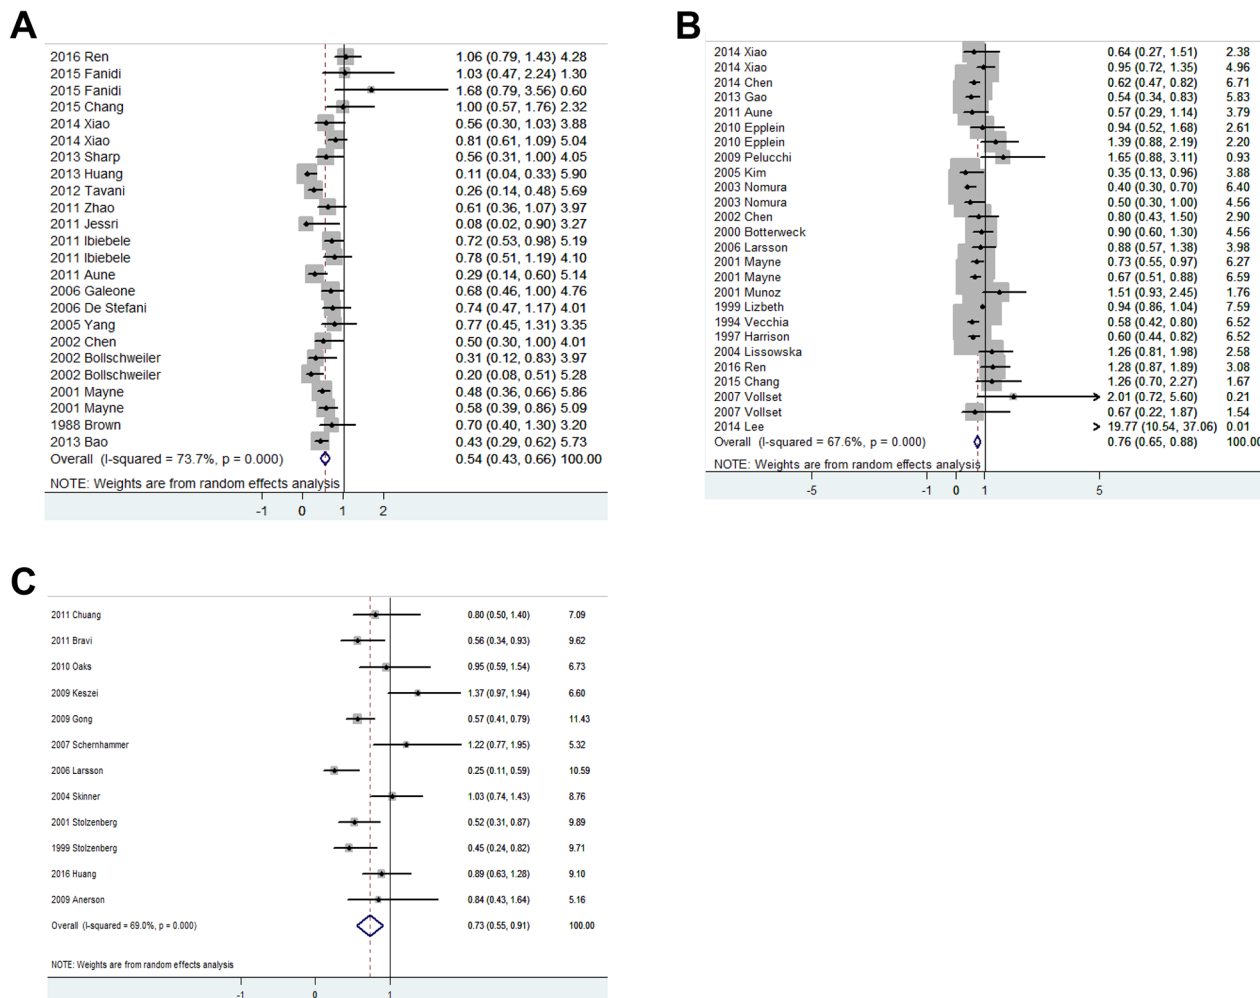 A
2016 Ren 1.06 (0.79, 1.43) 4.28
2015 Fanidi 1.03 (0.47, 2.24) 1.30
2015 Fanidi 1.68 (0.79, 3.56) 0.60
2015 Chang 1.00 (0.57, 1.76) 2.32
2014 Xiao 0.56 (0.30, 1.03) 3.88
2014 Xiao 0.81 (0.61, 1.09) 5.04
2013 Sharp 0.56 (0.31, 1.00) 4.05
2013 Huang 0.11 (0.04, 0.33) 5.90
2012 Tavani 0.26 (0.14, 0.48) 5.69
2011 Zhao 0.61 (0.36, 1.07) 3.97
2011 Jessri 0.08 (0.02, 0.90) 3.27
2011 Ibiebele 0.72 (0.53, 0.98) 5.19
2011 Ibiebele 0.78 (0.51, 1.19) 4.10
2011 Aune 0.29 (0.14, 0.60) 5.14
2006 Galeone 0.68 (0.46, 1.00) 4.76
2006 De Stefani 0.74 (0.47, 1.17) 4.01
2005 Yang 0.77 (0.45, 1.31) 3.35
2002 Chen 0.50 (0.30, 1.00) 4.01
2002 Bollschweiler 0.31 (0.12, 0.83) 3.97
2002 Bollschweiler 0.20 (0.08, 0.51) 5.28
2001 Mayne 0.48 (0.36, 0.66) 5.86
2001 Mayne 0.58 (0.39, 0.86) 5.09
1988 Brown 0.70 (0.40, 1.30) 3.20
2013 Bao 0.43 (0.29, 0.62) 5.73
Overall (I-squared = 73.7%, p = 0.000) 0.54 (0.43, 0.66) 100.00
NOTE: Weights are from random effects analysis
-1 0 1 2
B
2014 Xiao 0.64 (0.27, 1.51) 2.38
2014 Xiao 0.95 (0.72, 1.35) 4.96
2014 Chen 0.62 (0.47, 0.82) 6.71
2013 Gao 0.54 (0.34, 0.83) 5.83
2011 Aune 0.57 (0.29, 1.14) 3.79
2010 Epplein 0.94 (0.52, 1.68) 2.61
2010 Epplein 1.39 (0.88, 2.19) 2.20
2009 Pelucchi 1.65 (0.88, 3.11) 0.93
2005 Kim 0.35 (0.13, 0.96) 3.88
2003 Nomura 0.40 (0.30, 0.70) 6.40
2003 Nomura 0.50 (0.30, 1.00) 4.56
2002 Chen 0.80 (0.43, 1.50) 2.90
2000 Botterweck 0.90 (0.60, 1.30) 4.56
2006 Larsson 0.88 (0.57, 1.38) 3.98
2001 Mayne 0.73 (0.55, 0.97) 6.27
2001 Mayne 0.67 (0.51, 0.88) 6.59
2001 Munoz 1.51 (0.93, 2.45) 1.76
1999 Lizbeth 0.94 (0.86, 1.04) 7.59
1994 Vecchia 0.58 (0.42, 0.80) 6.52
1997 Harrison 0.60 (0.44, 0.82) 6.52
2004 Lissowska 1.26 (0.81, 1.98) 2.58
2016 Ren 1.28 (0.87, 1.89) 3.08
2015 Chang 1.26 (0.70, 2.27) 1.67
2007 Vollset 2.01 (0.72, 5.60) 0.21
2007 Vollset 0.67 (0.22, 1.87) 1.54
2014 Lee 19.77 (10.54, 37.06) 0.01
Overall (I-squared = 67.6%, p = 0.000) 0.76 (0.65, 0.88) 100.00
NOTE: Weights are from random effects analysis
-5 -1 0 1 5
C
2011 Chuang 0.80 (0.50, 1.40) 7.09
2011 Bravi 0.56 (0.34, 0.93) 9.62
2010 Oaks 0.95 (0.59, 1.54) 6.73
2009 Keszei 1.37 (0.97, 1.94) 6.60
2009 Gong 0.57 (0.41, 0.79) 11.43
2007 Schernhammer 1.22 (0.77, 1.95) 5.32
2006 Larsson 0.25 (0.11, 0.59) 10.59
2004 Skinner 1.03 (0.74, 1.43) 8.76
2001 Stolzenberg 0.52 (0.31, 0.87) 9.89
1999 Stolzenberg 0.45 (0.24, 0.82) 9.71
2016 Huang 0.89 (0.63, 1.28) 9.10
2009 Anerson 0.84 (0.43, 1.64) 5.16
Overall (I-squared = 69.0%, p = 0.000) 0.73 (0.55, 0.91) 100.00
NOTE: Weights are from random effects analysis
-1 0 1